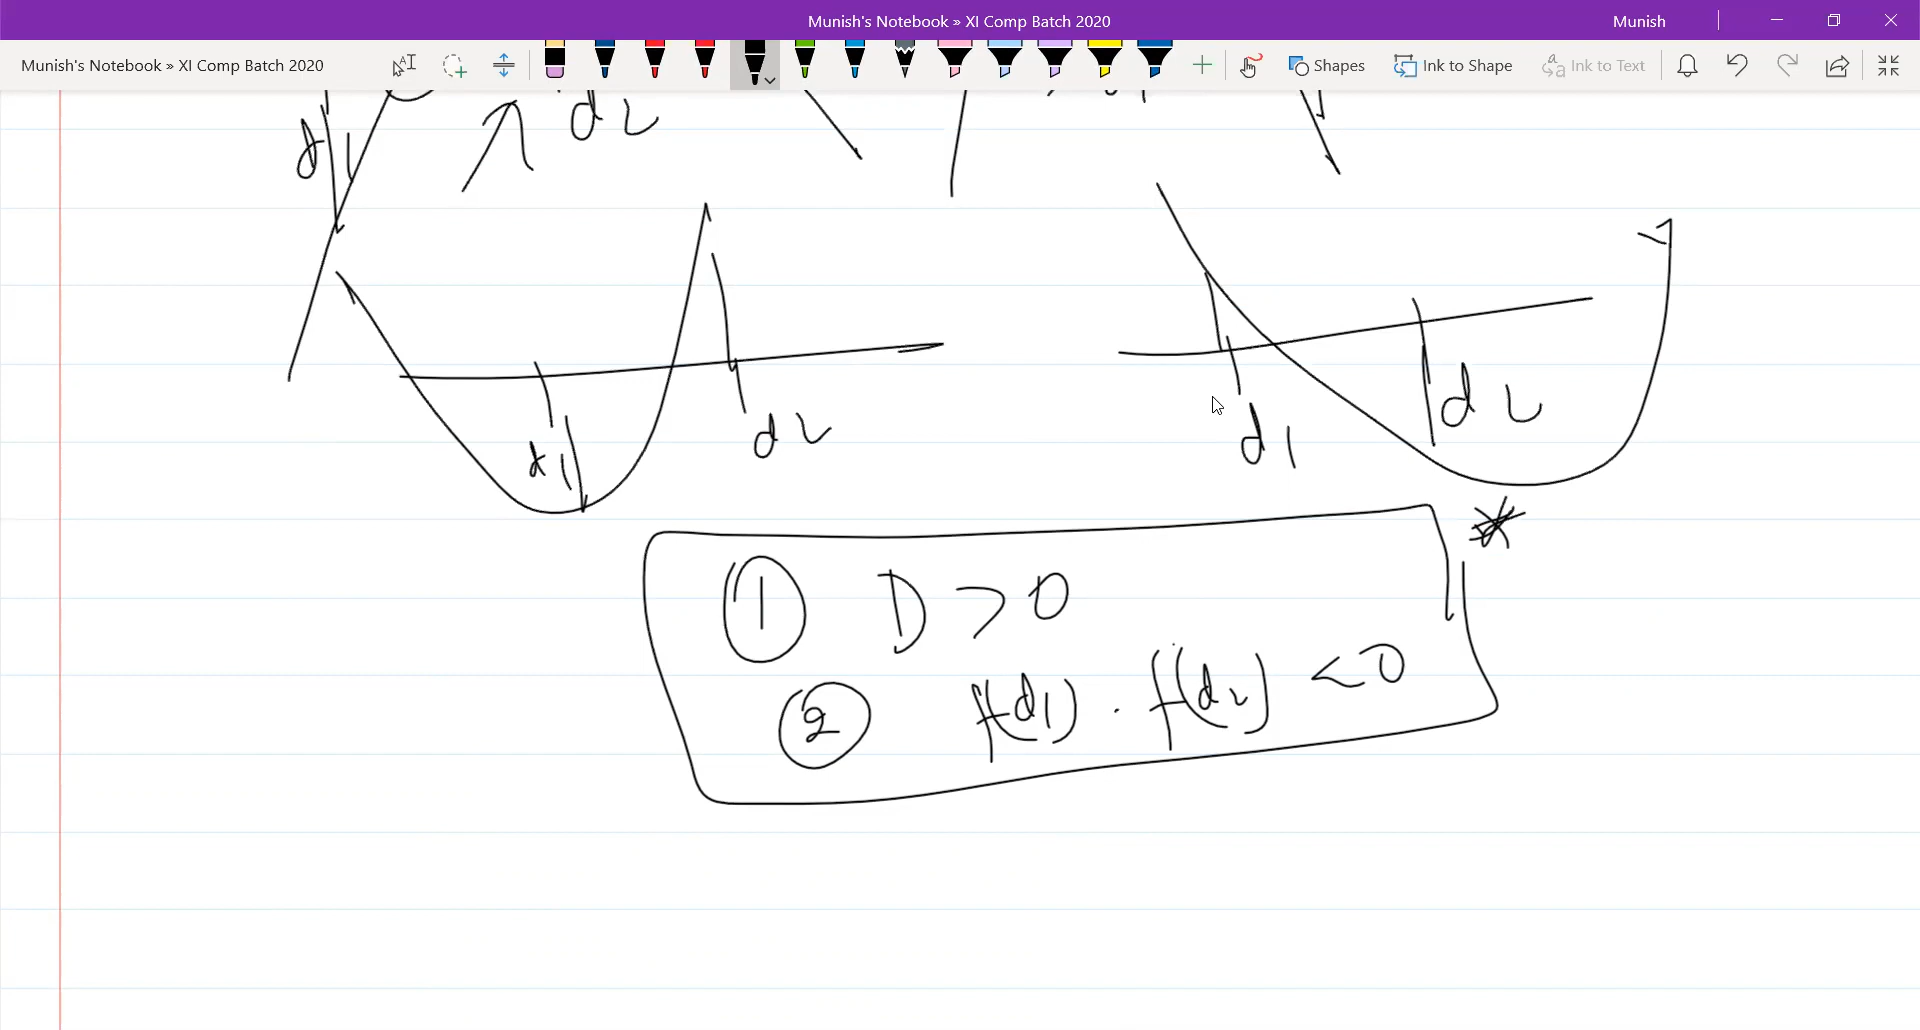 Munish's Notebook » XI Comp Batch 2020
Munish
Munish's Notebook » XI Comp Batch 2020
Shapes
Ink to Shape
Ink to Text
d1
d2
d1
d2
d1
d2
① D > 0
② f(d1) . f(d2) < 0